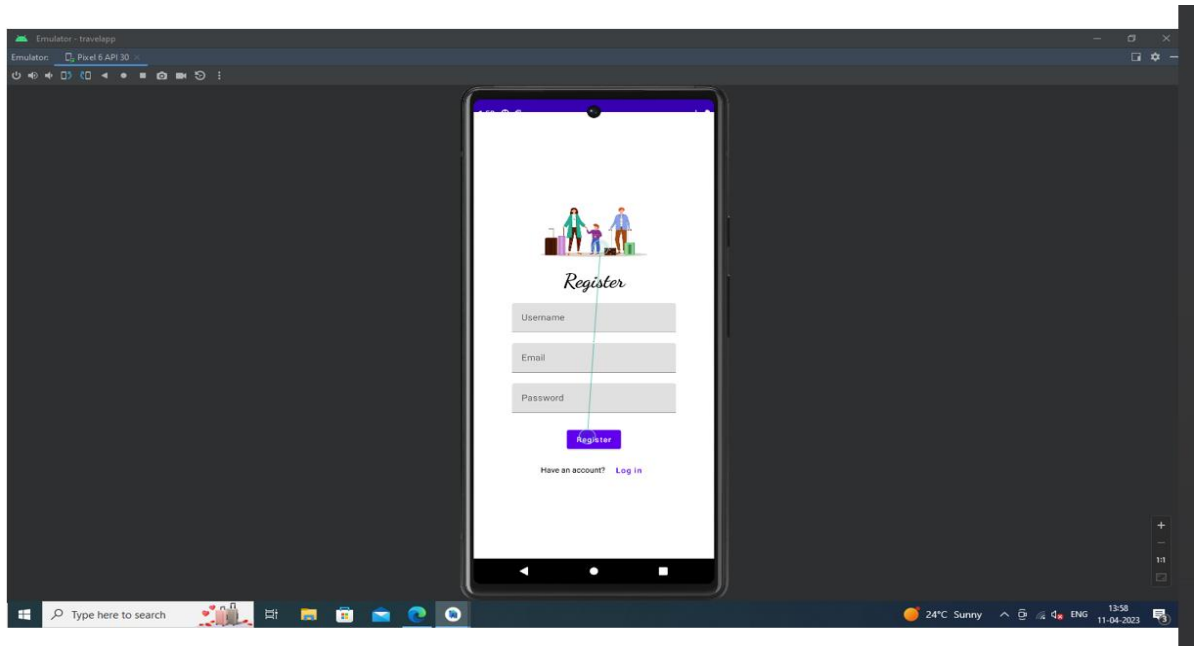 Emulator - travelapp
Emulator: Pixel 6 API 30
Register
Username
Email
Password
Register
Have an account? Log in
1:1
Type here to search
24°C Sunny
ENG
13:58
11-04-2023
3